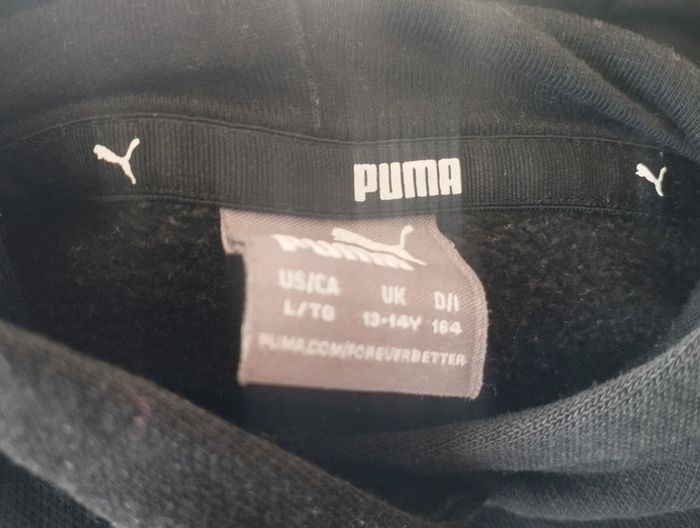 PUMA
PUMA
US/CA UK D/I
L/TG 13-14Y 164
PUMA.COM/FOREVERBETTER